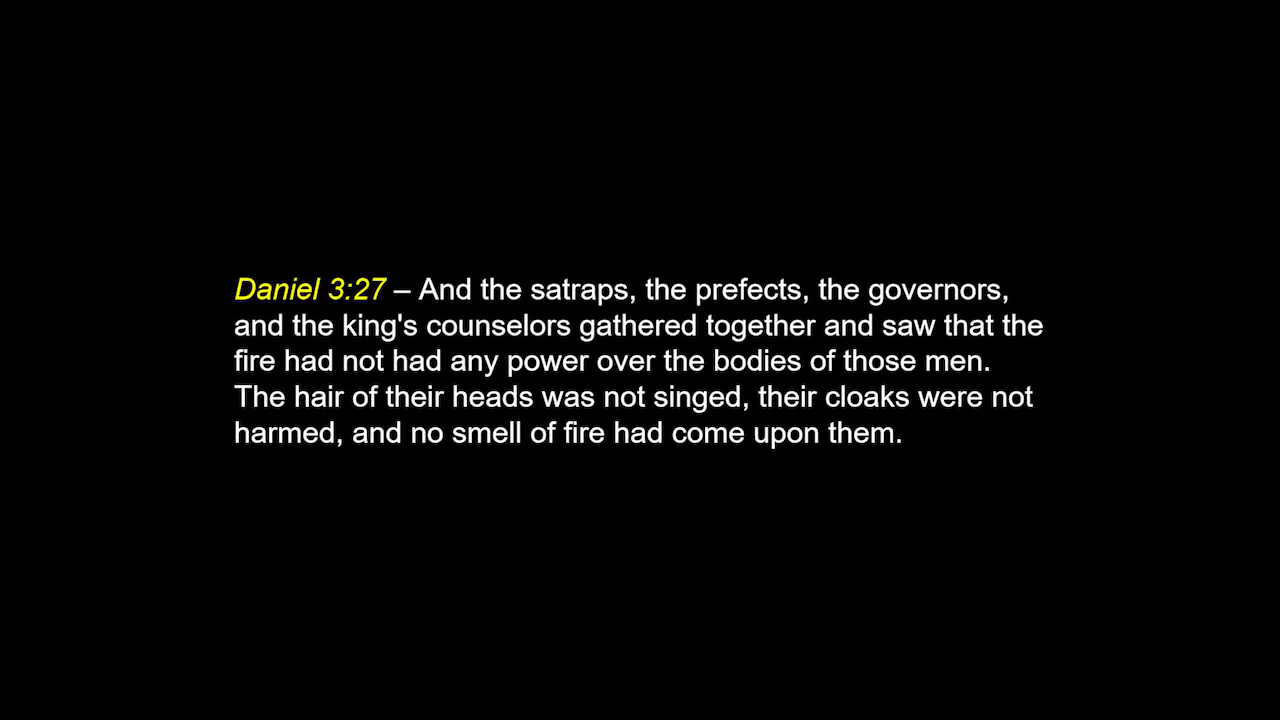 Daniel 3:27 – And the satraps, the prefects, the governors,
and the king's counselors gathered together and saw that the
fire had not had any power over the bodies of those men.
The hair of their heads was not singed, their cloaks were not
harmed, and no smell of fire had come upon them.